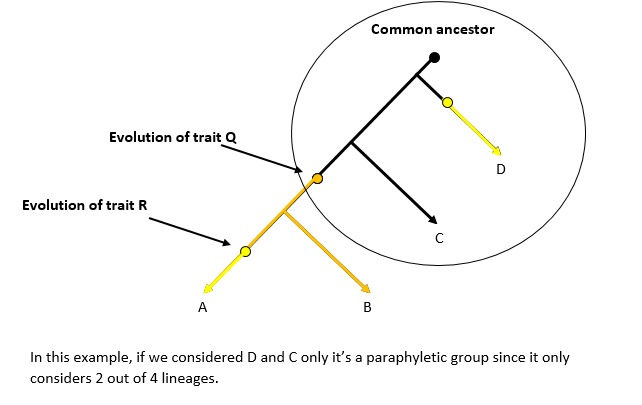 Common ancestor
Evolution of trait Q
D
Evolution of trait R
C
A
B
In this example, if we considered D and C only it's a paraphyletic group since it only
considers 2 out of 4 lineages.